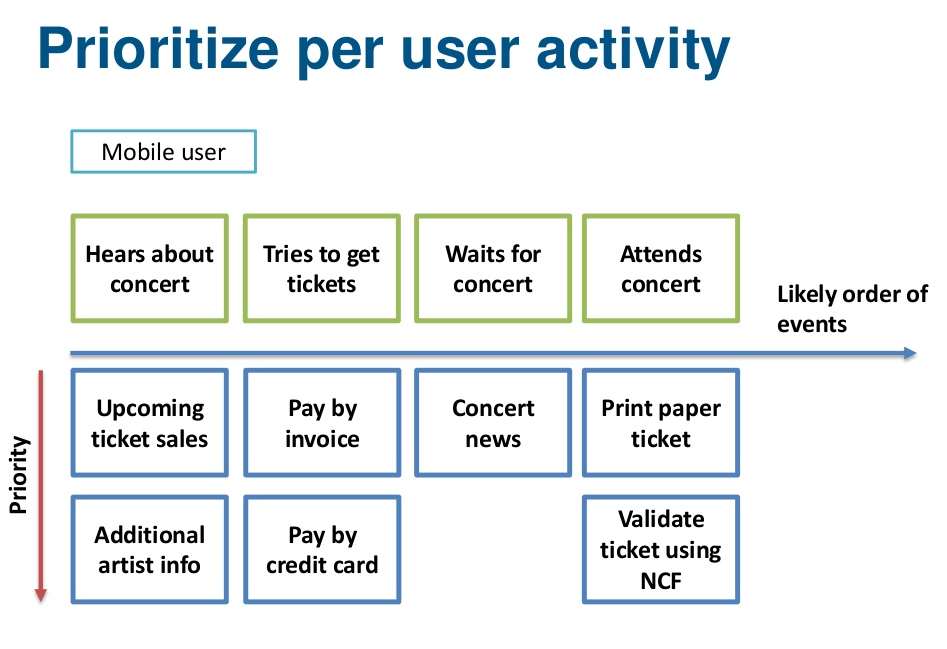 Prioritize per user activity
Mobile user
Hears about
concert
Tries to get
tickets
Waits for
concert
Attends
concert
Likely order of
events
Priority
Upcoming
ticket sales
Pay by
invoice
Concert
news
Print paper
ticket
Additional
artist info
Pay by
credit card
Validate
ticket using
NCF